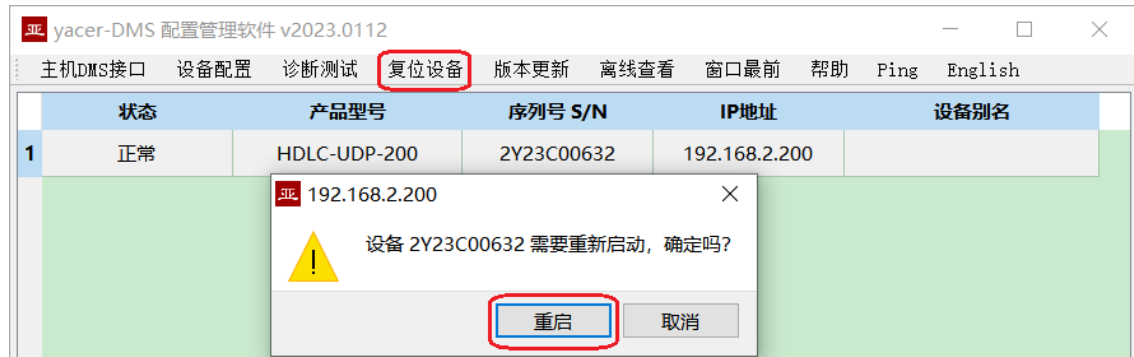 亚 yacer-DMS 配置管理软件 v2023.0112
主机DMS接口 设备配置 诊断测试 复位设备 版本更新 离线查看 窗口最前 帮助 Ping English
状态 产品型号 序列号 S/N IP地址 设备别名
1 正常 HDLC-UDP-200 2Y23C00632 192.168.2.200
亚 192.168.2.200
设备 2Y23C00632 需要重新启动，确定吗？
重启 取消